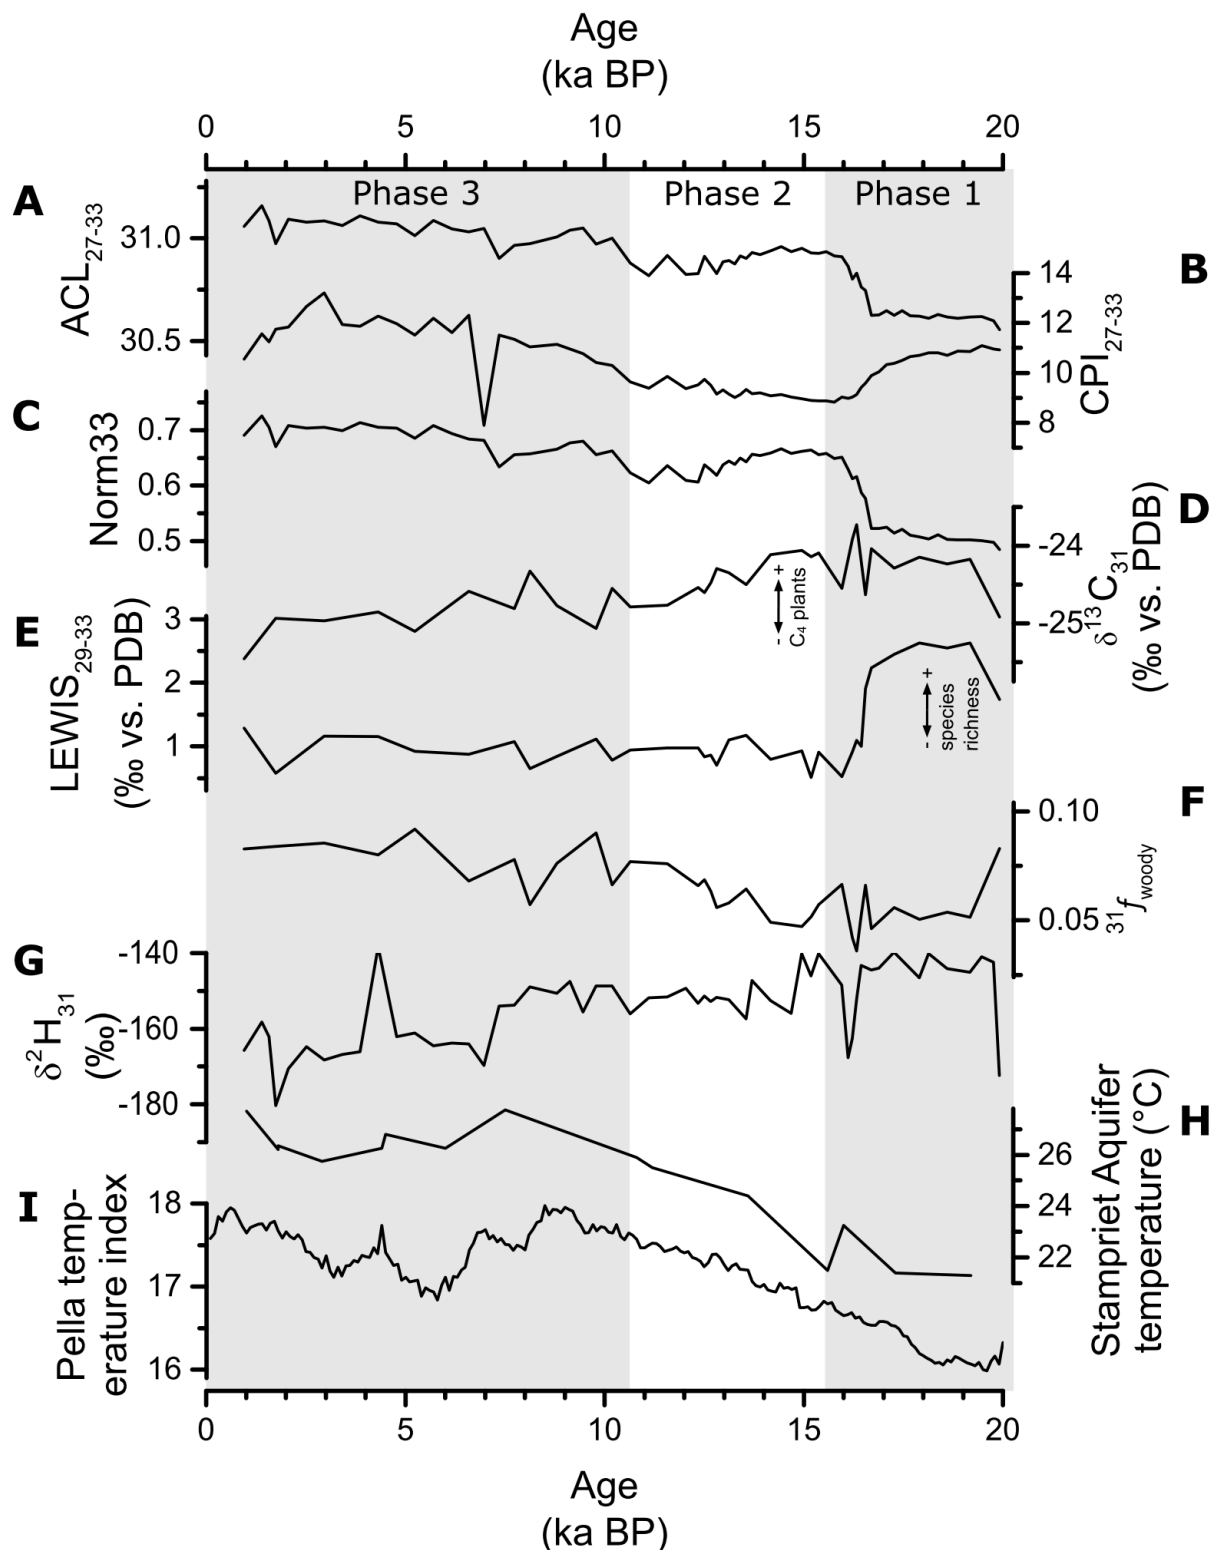 Age
(ka BP)
0 5 10 15 20
Phase 3 Phase 2 Phase 1
A
31.0
30.5
ACL27-33
B
14
12
10
8
CPI27-33
C
0.7
0.6
0.5
Norm33
D
-24
-25
δ13C31
(‰ vs. PDB)
- +
C4 plants
E
3
2
1
LEWIS29-33
(‰ vs. PDB)
- +
species
richness
F
0.10
0.05
31fwoody
G
-140
-160
-180
δ2H31
(‰)
H
26
24
22
Stampriet Aquifer
temperature (°C)
I
18
17
16
Pella temp-
erature index
0 5 10 15 20
Age
(ka BP)